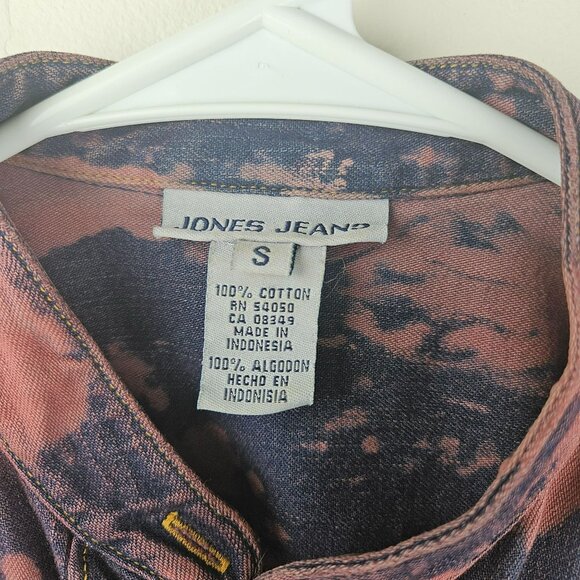 JONES JEANS
S
100% COTTON
RN 54050
CA 08349
MADE IN
INDONESIA
100% ALGODON
HECHO EN
INDONISIA